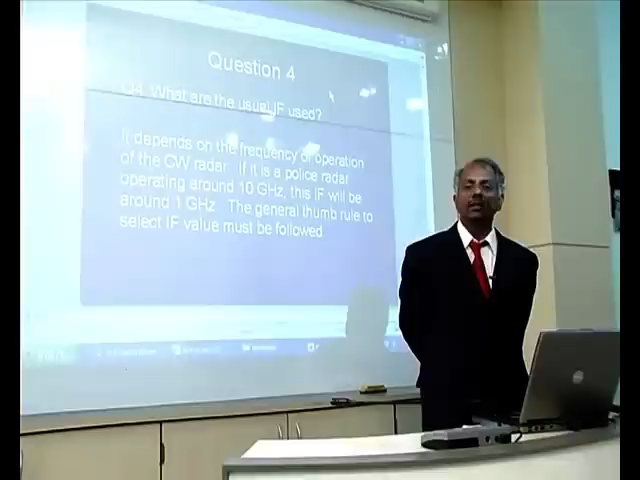 Question 4
Q4. What are the usual IF used?
It depends on the frequency of operation
of the CW radar. If it is a police radar
operating around 10 GHz, this IF will be
around 1 GHz. The general thumb rule to
select IF value must be followed